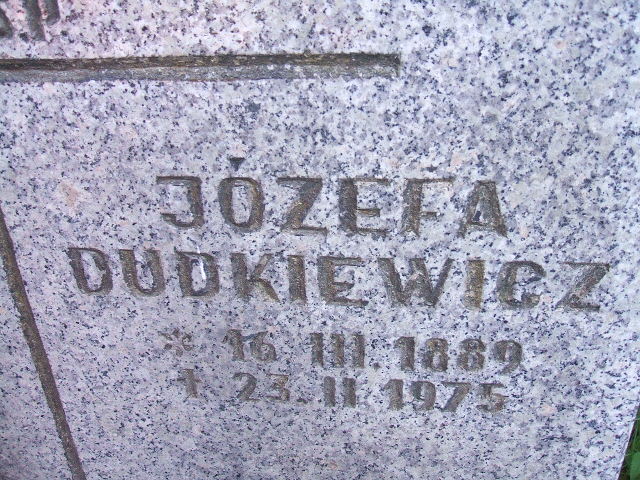 JÓZEFA
DUDKIEWICZ
* 16 III. 1889
† 23. II. 1975